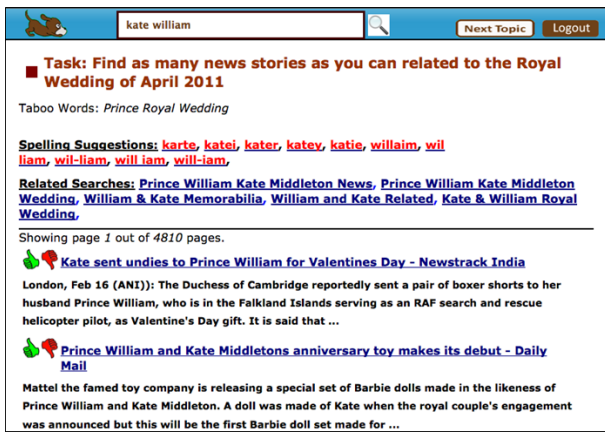 kate william
Next Topic
Logout
Task: Find as many news stories as you can related to the Royal
Wedding of April 2011
Taboo Words: Prince Royal Wedding
Spelling Suggestions: karte, katei, kater, katey, katie, willaim, wil
liam, wil-liam, will iam, will-iam,
Related Searches: Prince William Kate Middleton News, Prince William Kate Middleton
Wedding, William & Kate Memorabilia, William and Kate Related, Kate & William Royal
Wedding,
Showing page 1 out of 4810 pages.
Kate sent undies to Prince William for Valentines Day - Newstrack India
London, Feb 16 (ANI)): The Duchess of Cambridge reportedly sent a pair of boxer shorts to her
husband Prince William, who is in the Falkland Islands serving as an RAF search and rescue
helicopter pilot, as Valentine's Day gift. It is said that ...
Prince William and Kate Middletons anniversary toy makes its debut - Daily
Mail
Mattel the famed toy company is releasing a special set of Barbie dolls made in the likeness of
Prince William and Kate Middleton. A doll was made of Kate when the royal couple's engagement
was announced but this will be the first Barbie doll set made for ...